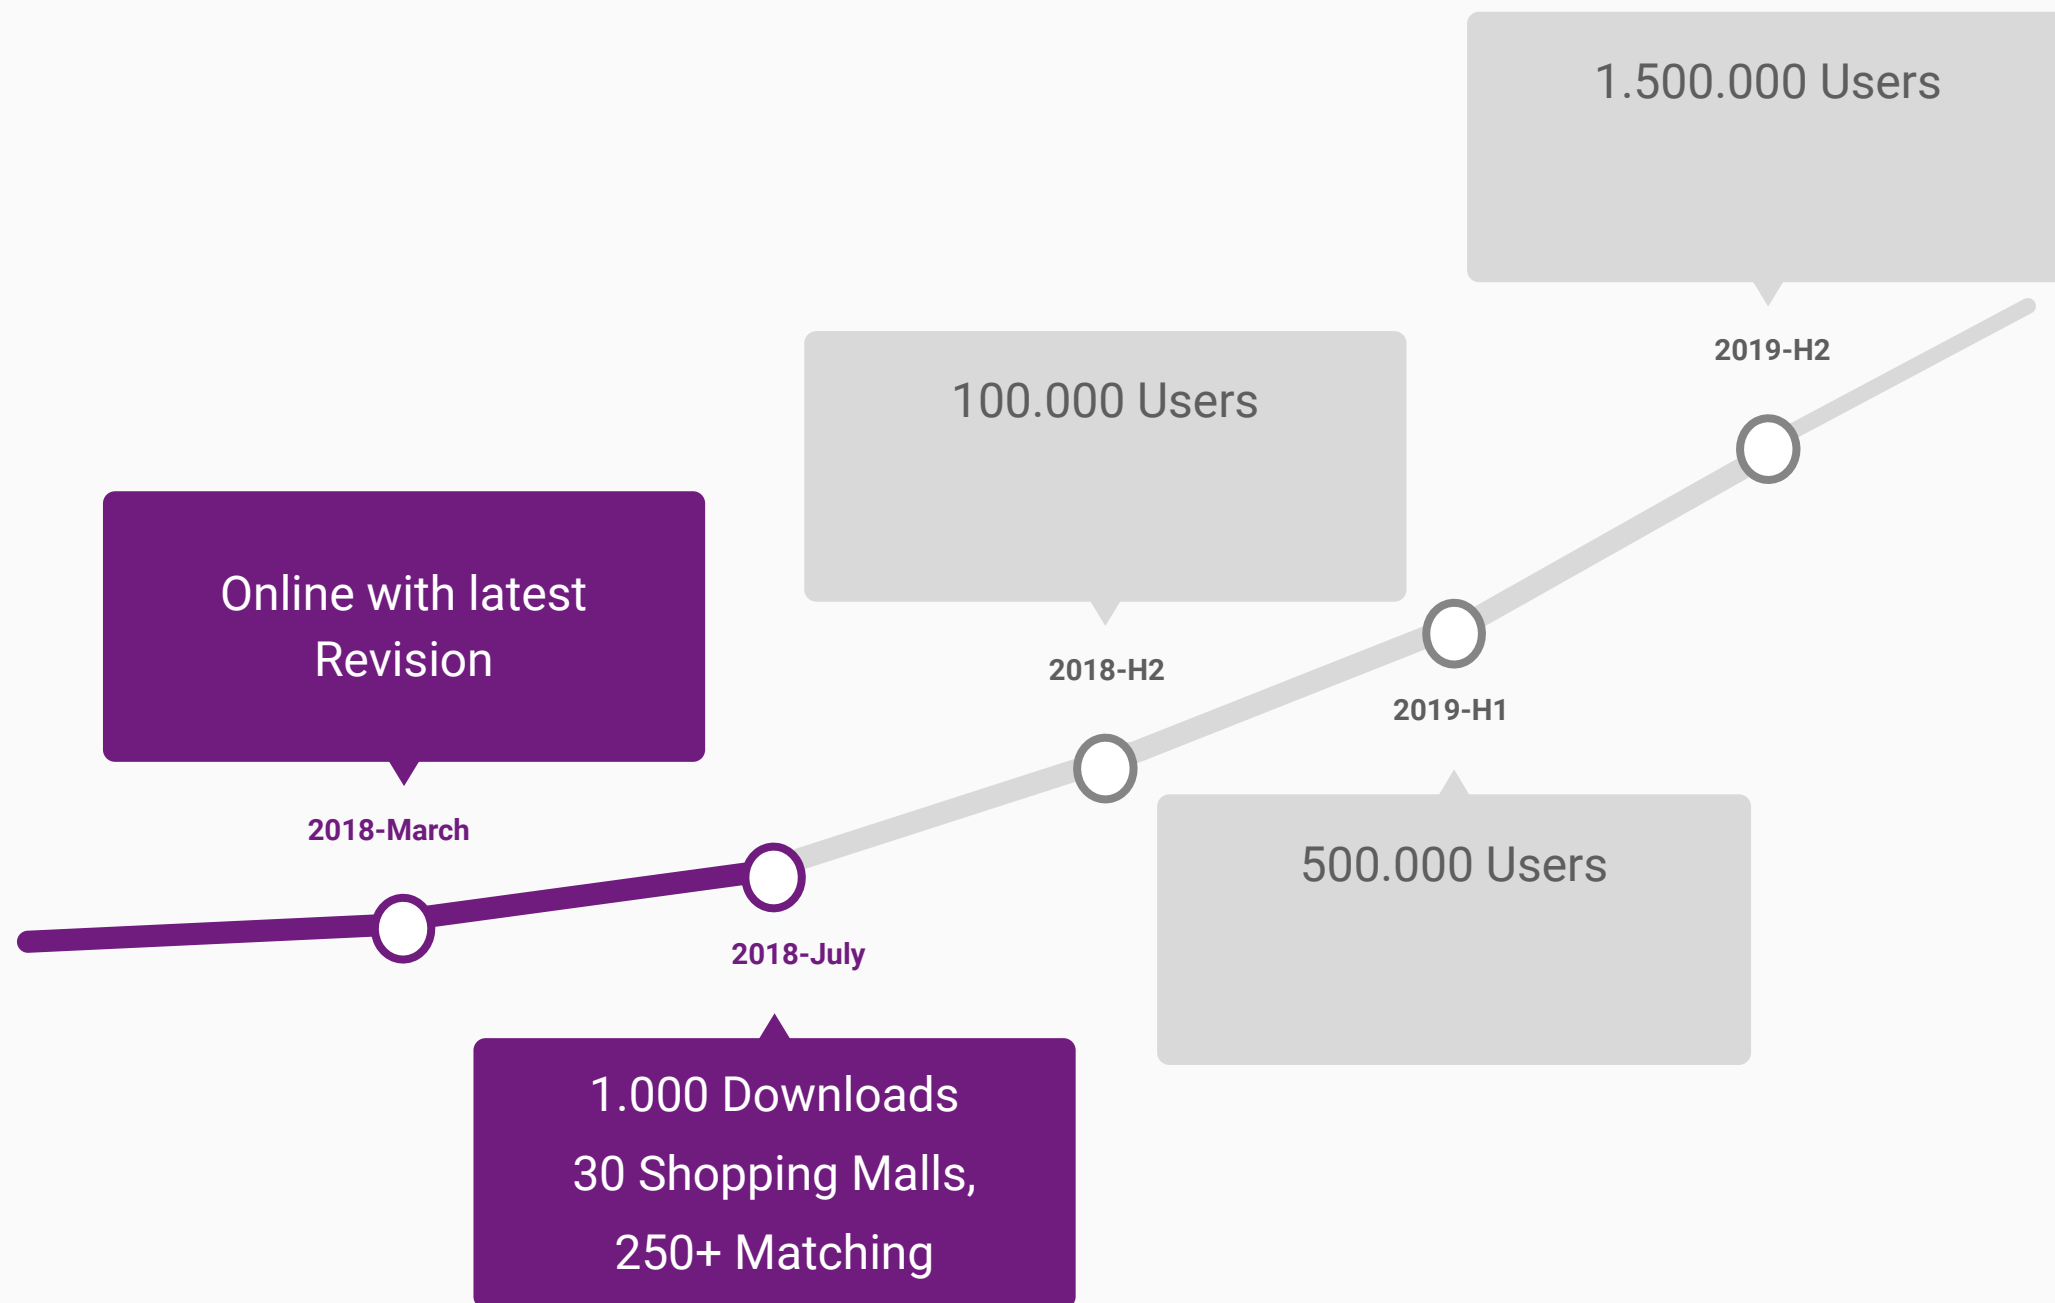 1.500.000 Users
2019-H2
100.000 Users
2018-H2
2019-H1
500.000 Users
Online with latest
Revision
2018-March
2018-July
1.000 Downloads
30 Shopping Malls,
250+ Matching